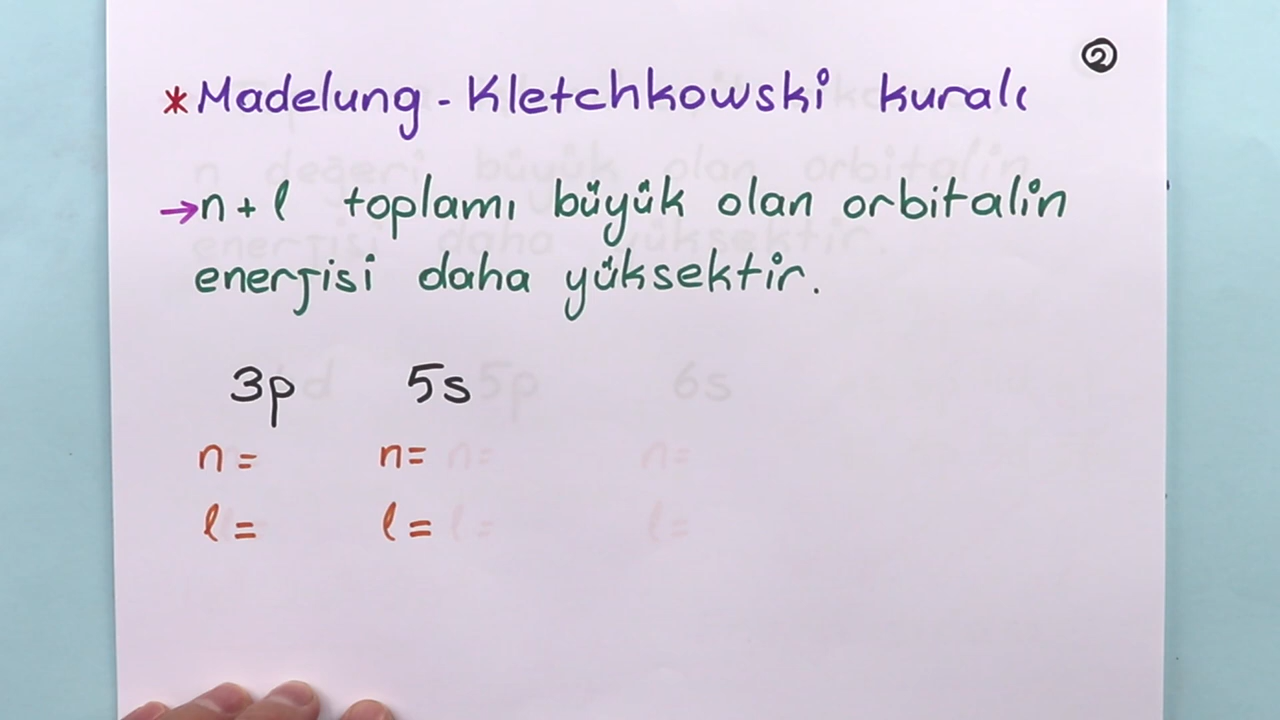 ②
*Madelung - Kletchkowski kuralı
→n + l toplamı büyük olan orbitalin
enerjisi daha yüksektir.
3p 5s
n = n =
l = l =